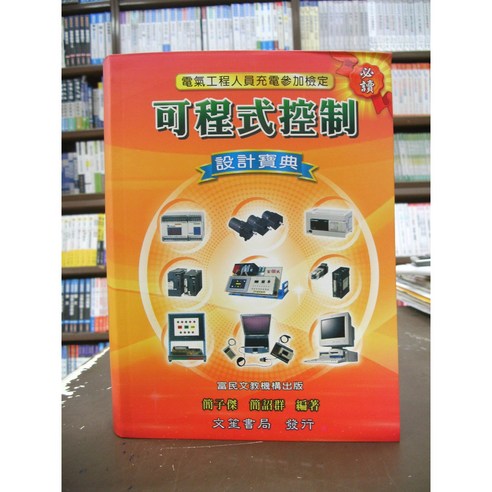 電氣工程人員充電參加檢定
必讀
可程式控制
設計寶典
富民文教機構出版
簡子傑 簡詔群 編著
文笙書局 發行